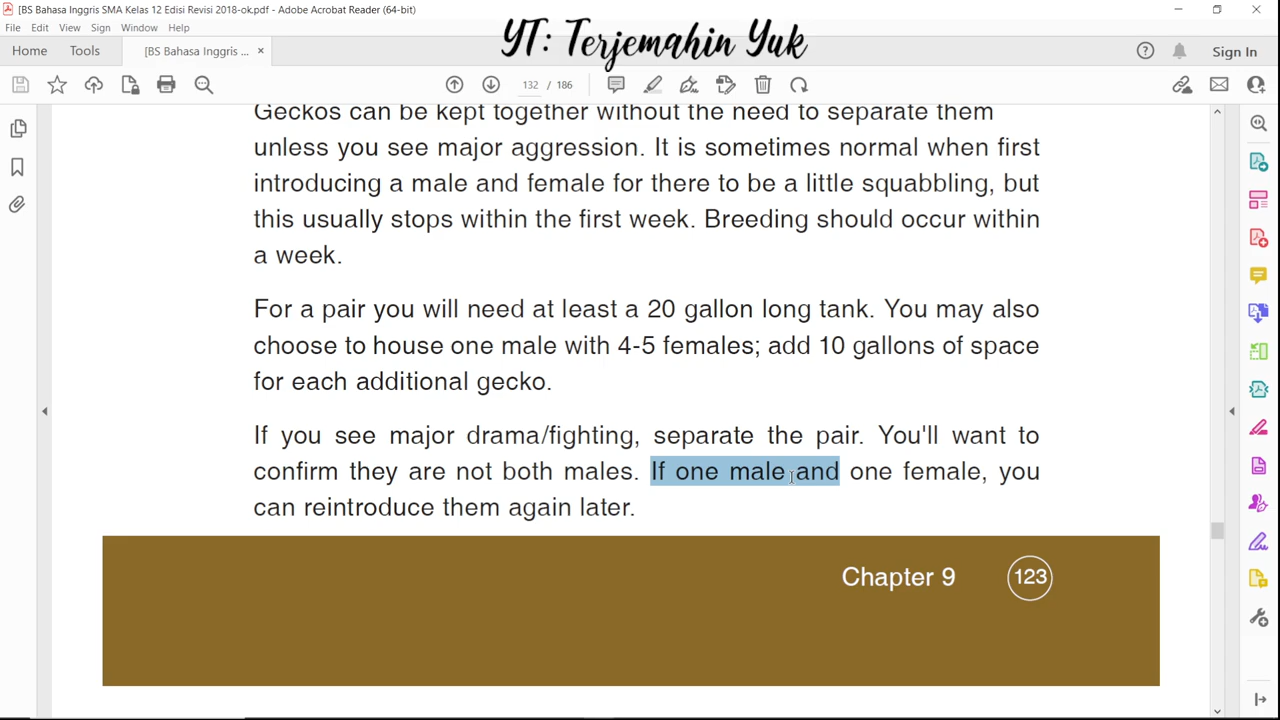 [BS Bahasa Inggris SMA Kelas 12 Edisi Revisi 2018-ok.pdf - Adobe Acrobat Reader (64-bit)
File Edit View Sign Window Help
YT: Terjemahin Yuk
Home Tools [BS Bahasa Inggris ... × Sign In
132 / 186
Geckos can be kept together without the need to separate them
unless you see major aggression. It is sometimes normal when first
introducing a male and female for there to be a little squabbling, but
this usually stops within the first week. Breeding should occur within
a week.
For a pair you will need at least a 20 gallon long tank. You may also
choose to house one male with 4-5 females; add 10 gallons of space
for each additional gecko.
If you see major drama/fighting, separate the pair. You'll want to
confirm they are not both males. If one male and one female, you
can reintroduce them again later.
Chapter 9 123